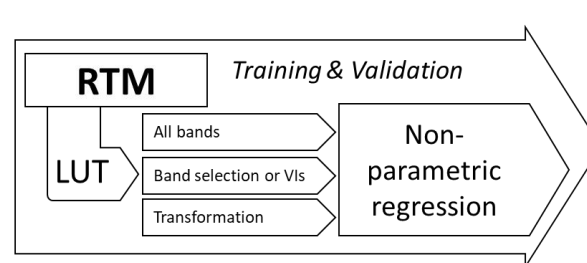 RTM
Training & Validation
LUT
All bands
Band selection or VIs
Transformation
Non-
parametric
regression